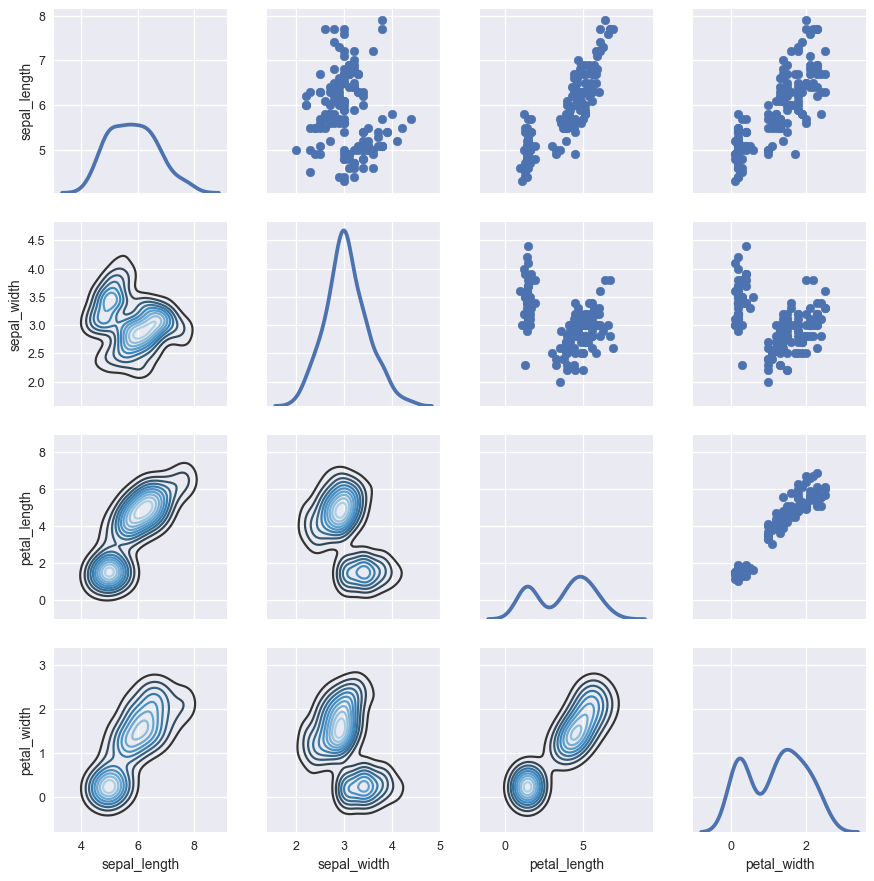 8
7
6
5
sepal_length
4.5
4.0
3.5
3.0
2.5
2.0
sepal_width
8
6
4
2
0
petal_length
3
2
1
0
petal_width
4 6 8
2 3 4 5
0 5
0 2
sepal_length
sepal_width
petal_length
petal_width